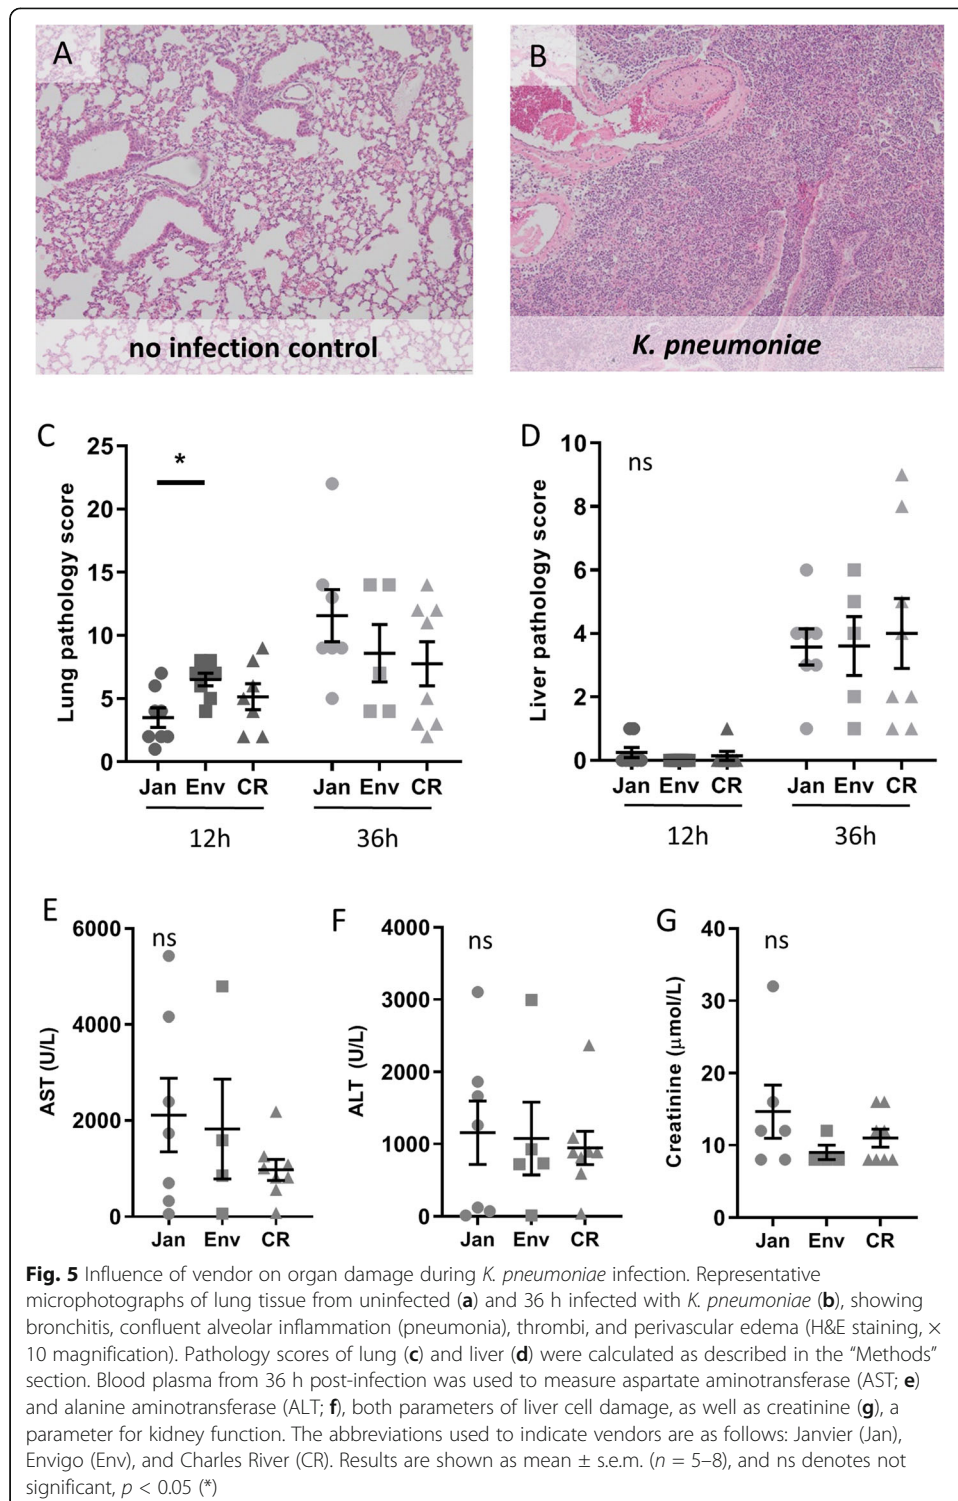 A
B
no infection control
K. pneumoniae
C
Lung pathology score
25
20
15
10
5
0
*
Jan Env CR Jan Env CR
12h 36h
D
Liver pathology score
10
8
6
4
2
0
ns
Jan Env CR Jan Env CR
12h 36h
E
AST (U/L)
6000
4000
2000
0
ns
Jan Env CR
F
ALT (U/L)
4000
3000
2000
1000
0
ns
Jan Env CR
G
Creatinine (μmol/L)
40
30
20
10
0
ns
Jan Env CR
Fig. 5 Influence of vendor on organ damage during K. pneumoniae infection. Representative
microphotographs of lung tissue from uninfected (a) and 36 h infected with K. pneumoniae (b), showing
bronchitis, confluent alveolar inflammation (pneumonia), thrombi, and perivascular edema (H&E staining, ×
10 magnification). Pathology scores of lung (c) and liver (d) were calculated as described in the “Methods”
section. Blood plasma from 36 h post-infection was used to measure aspartate aminotransferase (AST; e)
and alanine aminotransferase (ALT; f), both parameters of liver cell damage, as well as creatinine (g), a
parameter for kidney function. The abbreviations used to indicate vendors are as follows: Janvier (Jan),
Envigo (Env), and Charles River (CR). Results are shown as mean ± s.e.m. (n = 5–8), and ns denotes not
significant, p < 0.05 (*)